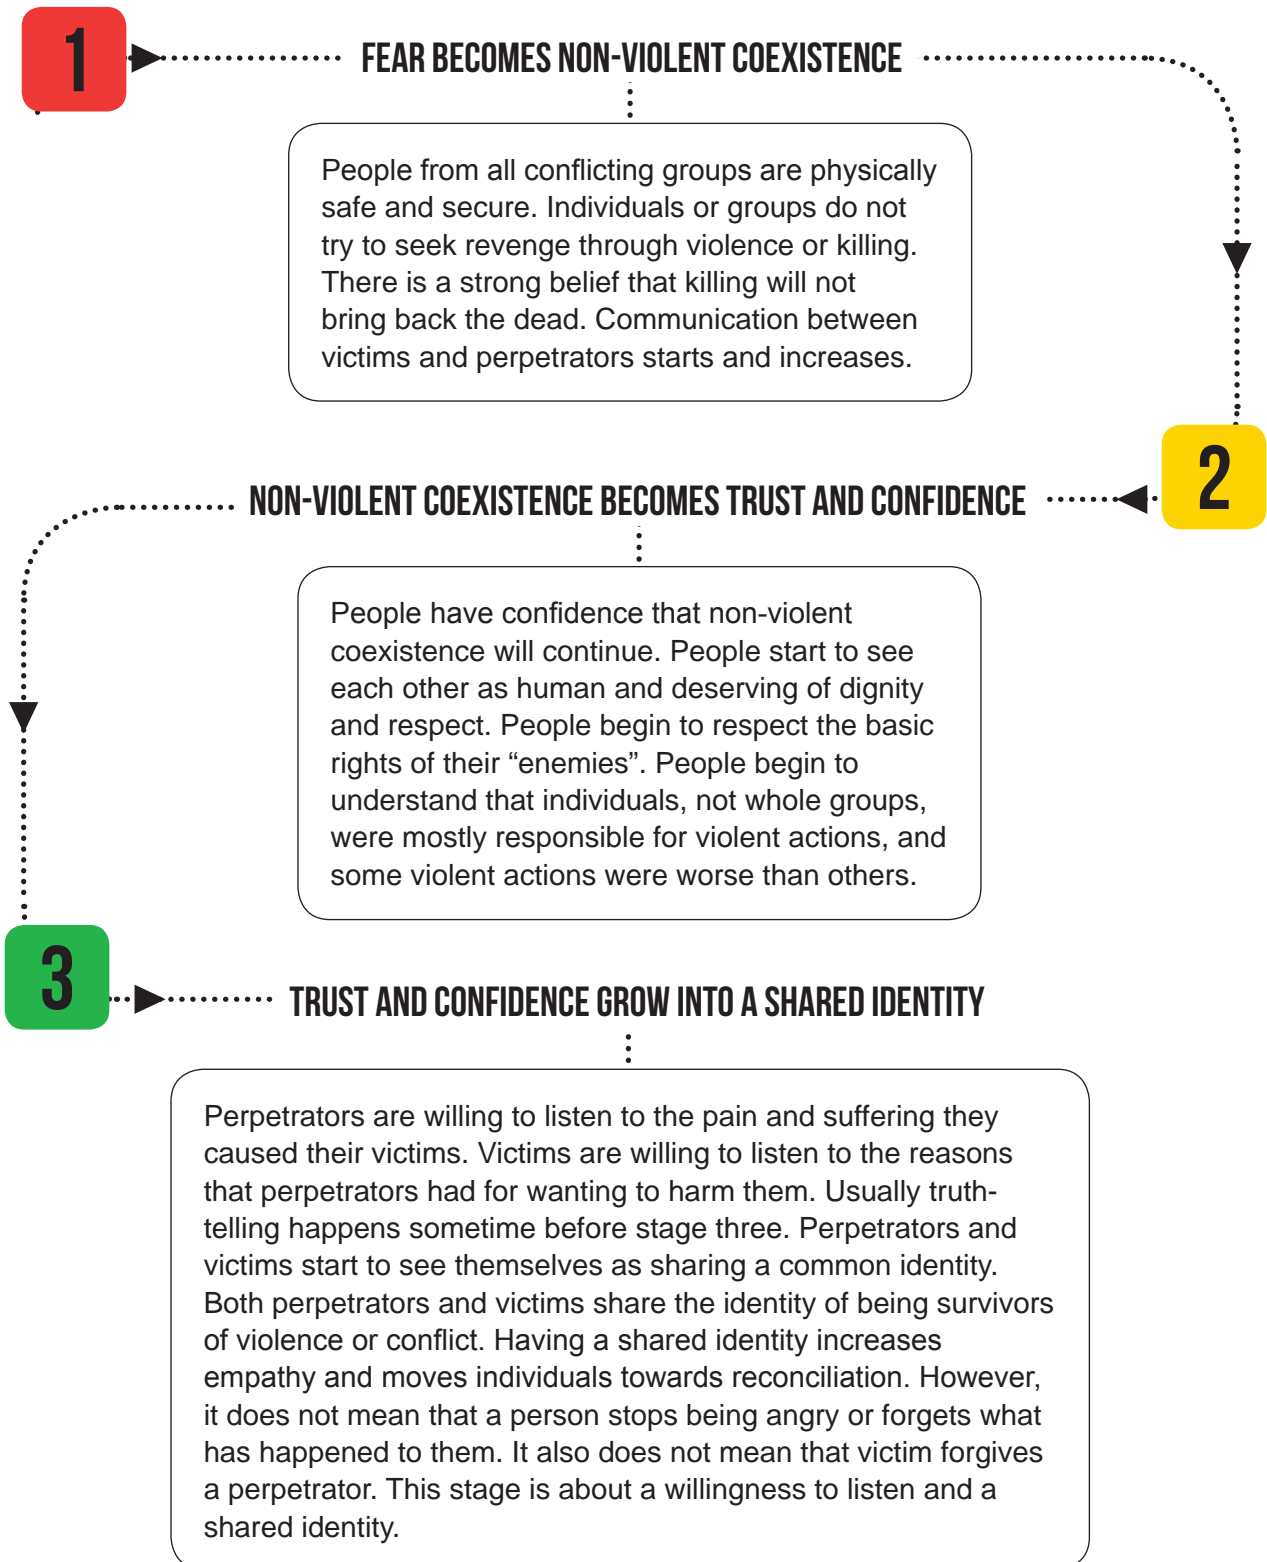 1
FEAR BECOMES NON-VIOLENT COEXISTENCE
People from all conflicting groups are physically
safe and secure. Individuals or groups do not
try to seek revenge through violence or killing.
There is a strong belief that killing will not
bring back the dead. Communication between
victims and perpetrators starts and increases.
2
NON-VIOLENT COEXISTENCE BECOMES TRUST AND CONFIDENCE
People have confidence that non-violent
coexistence will continue. People start to see
each other as human and deserving of dignity
and respect. People begin to respect the basic
rights of their “enemies”. People begin to
understand that individuals, not whole groups,
were mostly responsible for violent actions, and
some violent actions were worse than others.
3
TRUST AND CONFIDENCE GROW INTO A SHARED IDENTITY
Perpetrators are willing to listen to the pain and suffering they
caused their victims. Victims are willing to listen to the reasons
that perpetrators had for wanting to harm them. Usually truth-
telling happens sometime before stage three. Perpetrators and
victims start to see themselves as sharing a common identity.
Both perpetrators and victims share the identity of being survivors
of violence or conflict. Having a shared identity increases
empathy and moves individuals towards reconciliation. However,
it does not mean that a person stops being angry or forgets what
has happened to them. It also does not mean that victim forgives
a perpetrator. This stage is about a willingness to listen and a
shared identity.